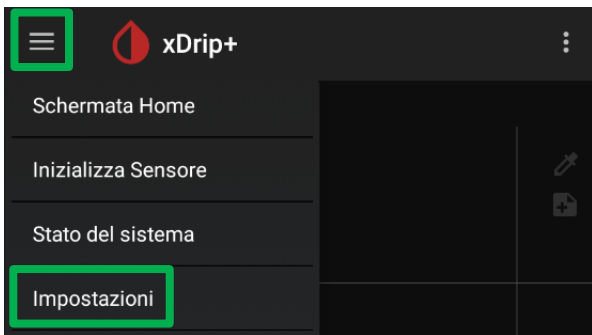 xDrip+
Schermata Home
Inizializza Sensore
Stato del sistema
Impostazioni